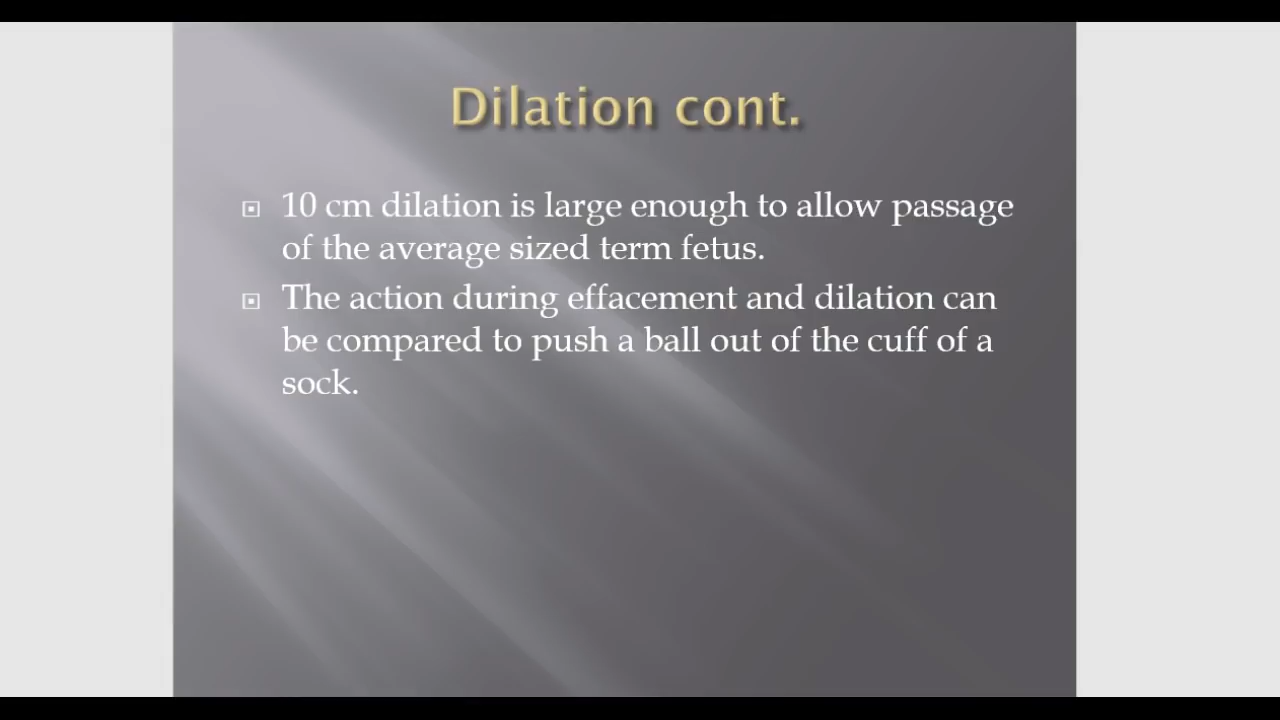 Dilation cont.
10 cm dilation is large enough to allow passage
of the average sized term fetus.
The action during effacement and dilation can
be compared to push a ball out of the cuff of a
sock.